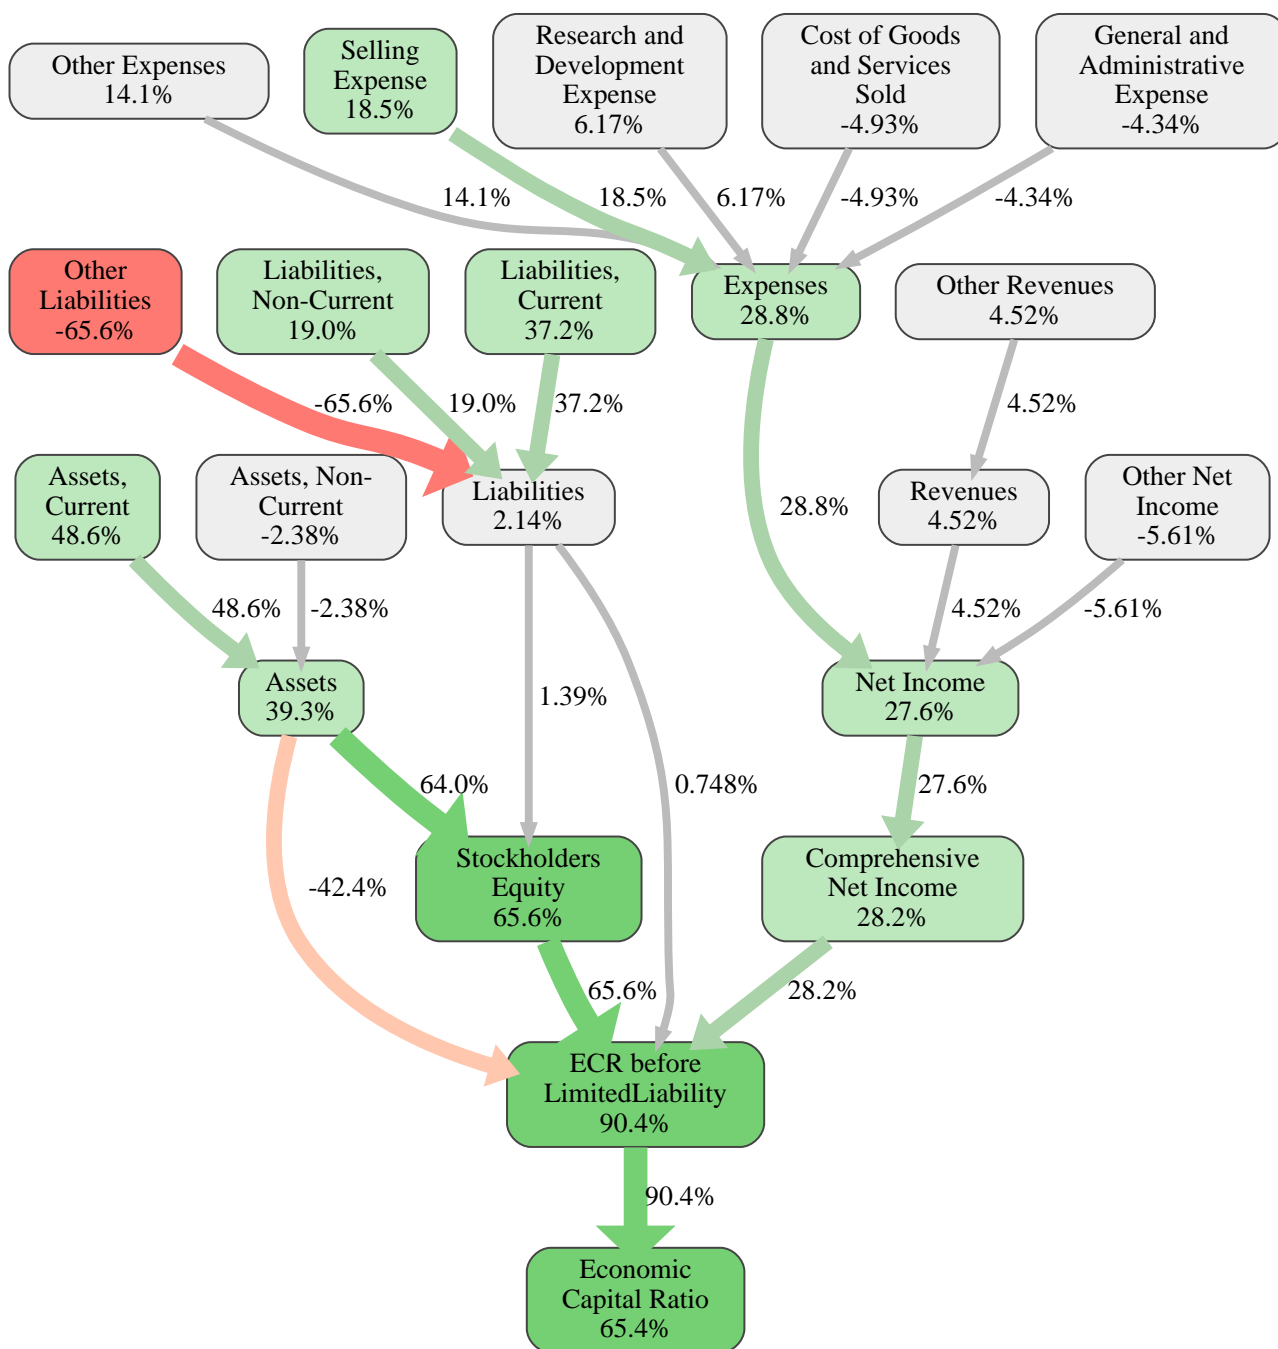 Other Expenses
14.1%
Selling
Expense
18.5%
Research and
Development
Expense
6.17%
Cost of Goods
and Services
Sold
-4.93%
General and
Administrative
Expense
-4.34%
14.1%
18.5%
6.17%
-4.93%
-4.34%
Other
Liabilities
-65.6%
Liabilities,
Non-Current
19.0%
Liabilities,
Current
37.2%
Expenses
28.8%
Other Revenues
4.52%
-65.6%
19.0%
37.2%
4.52%
Assets,
Current
48.6%
Assets, Non-
Current
-2.38%
Liabilities
2.14%
28.8%
Revenues
4.52%
Other Net
Income
-5.61%
48.6%
-2.38%
4.52%
-5.61%
Assets
39.3%
1.39%
Net Income
27.6%
64.0%
0.748%
27.6%
-42.4%
Stockholders
Equity
65.6%
Comprehensive
Net Income
28.2%
65.6%
28.2%
ECR before
LimitedLiability
90.4%
90.4%
Economic
Capital Ratio
65.4%